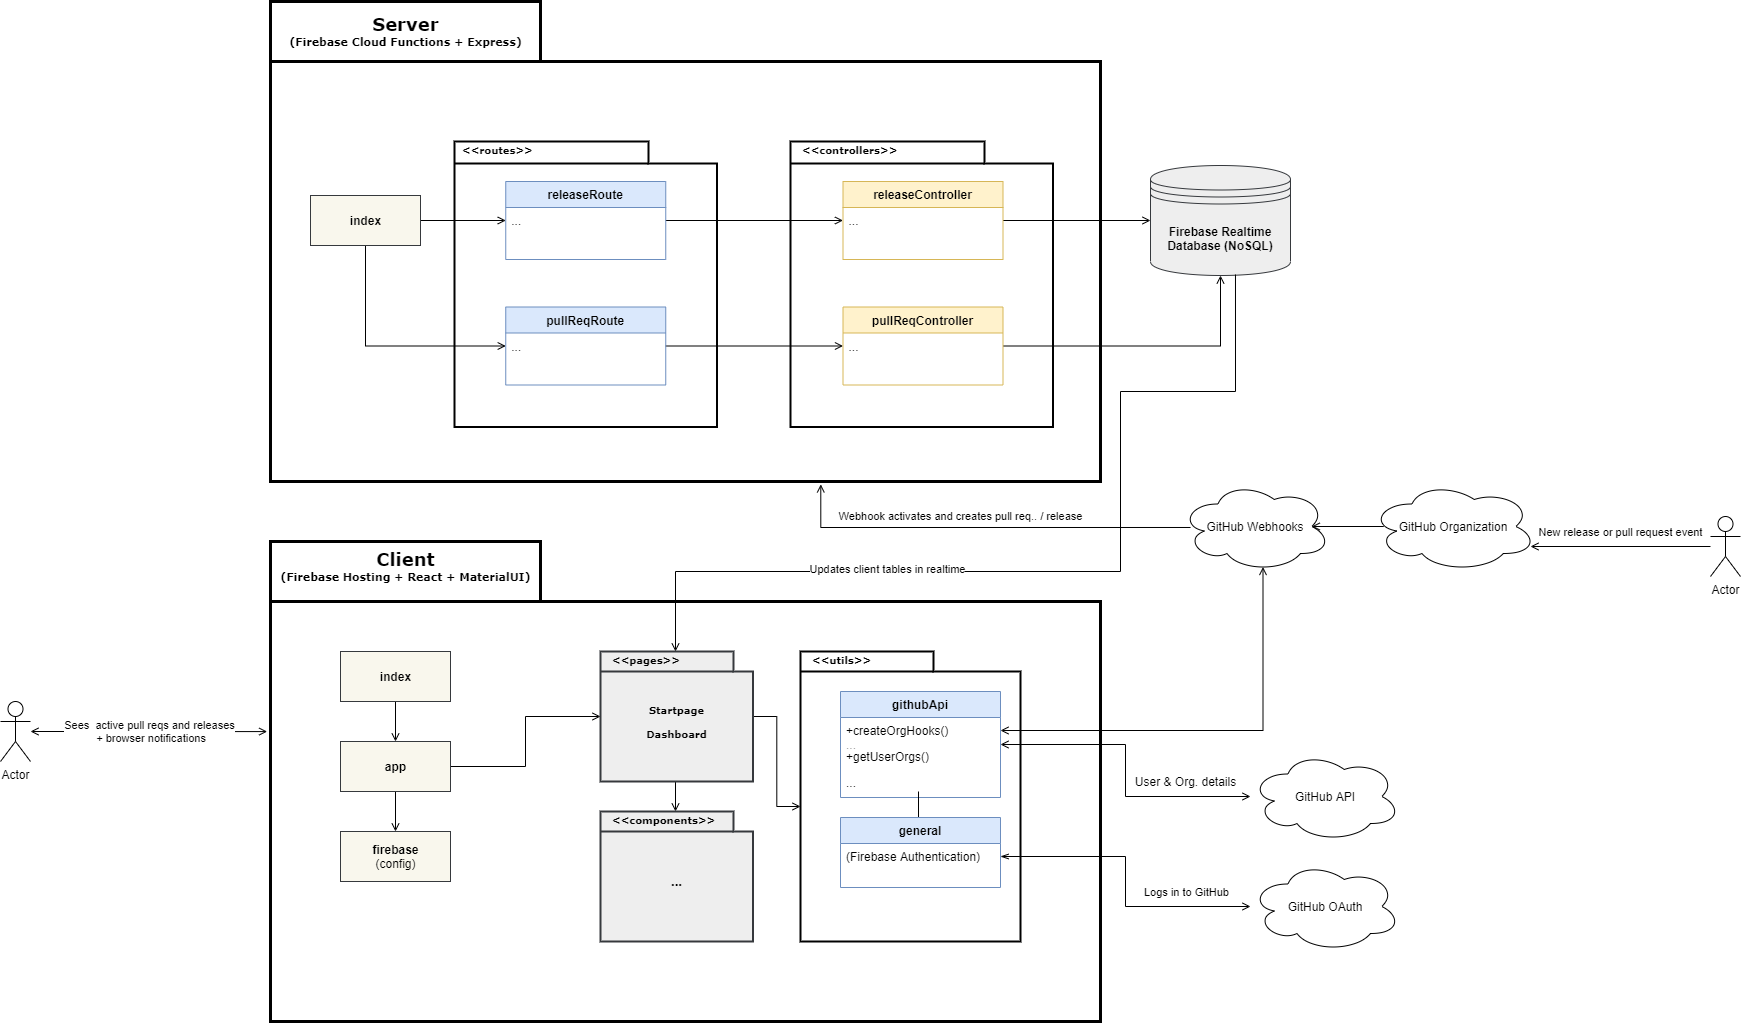 Server
(Firebase Cloud Functions + Express)
<<routes>>
<<controllers>>
index
releaseRoute
...
releaseController
...
Firebase Realtime
Database (NoSQL)
pullReqRoute
...
pullReqController
...
Webhook activates and creates pull req.. / release
GitHub Webhooks
GitHub Organization
New release or pull request event
Actor
Updates client tables in realtime
Client
(Firebase Hosting + React + MaterialUI)
index
app
firebase
(config)
<<pages>>
Startpage
Dashboard
<<components>>
...
<<utils>>
githubApi
+createOrgHooks()
...
+getUserOrgs()
...
general
(Firebase Authentication)
Sees  active pull reqs and releases
+ browser notifications
Actor
User & Org. details
GitHub API
Logs in to GitHub
GitHub OAuth